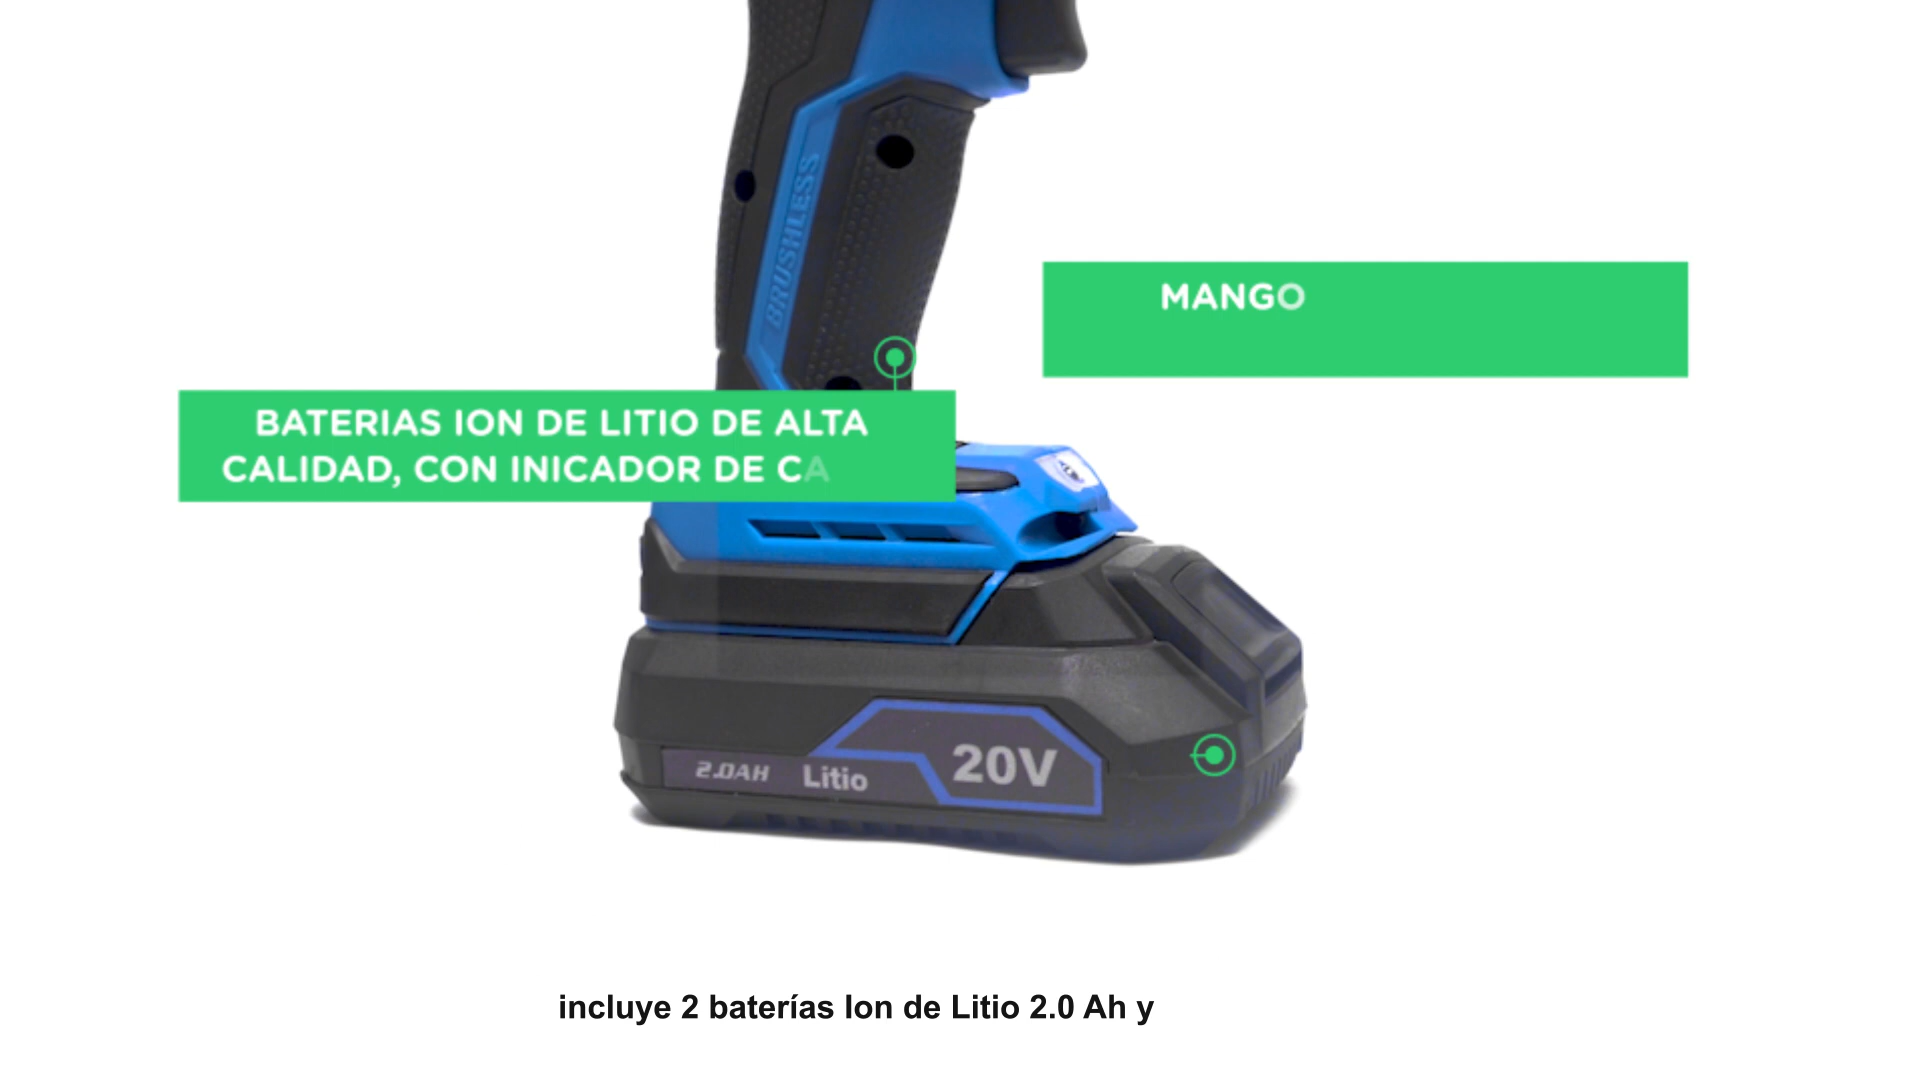 BRUSHLESS
MANGO
BATERIAS ION DE LITIO DE ALTA
CALIDAD, CON INICADOR DE CA
2.0AH Litio 20V
incluye 2 baterías Ion de Litio 2.0 Ah y